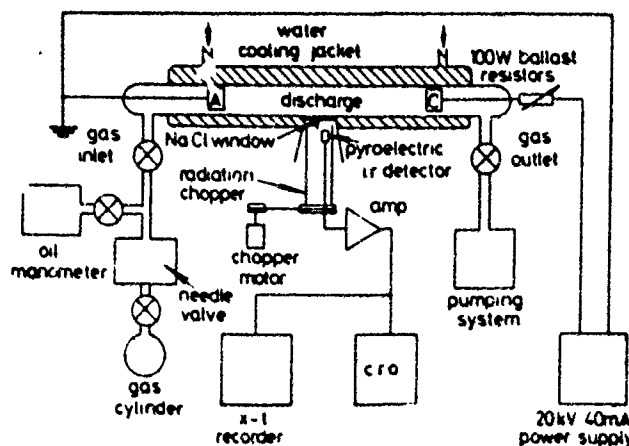 water
cooling jacket
N
N
100W ballast
resistors
A
discharge
C
gas
inlet
NaCl window
pyroelectric
ir detector
gas
outlet
radiation
chopper
amp
oil
manometer
chopper
motor
needle
valve
pumping
system
gas
cylinder
x-t
recorder
cro
20kV 40mA
power supply